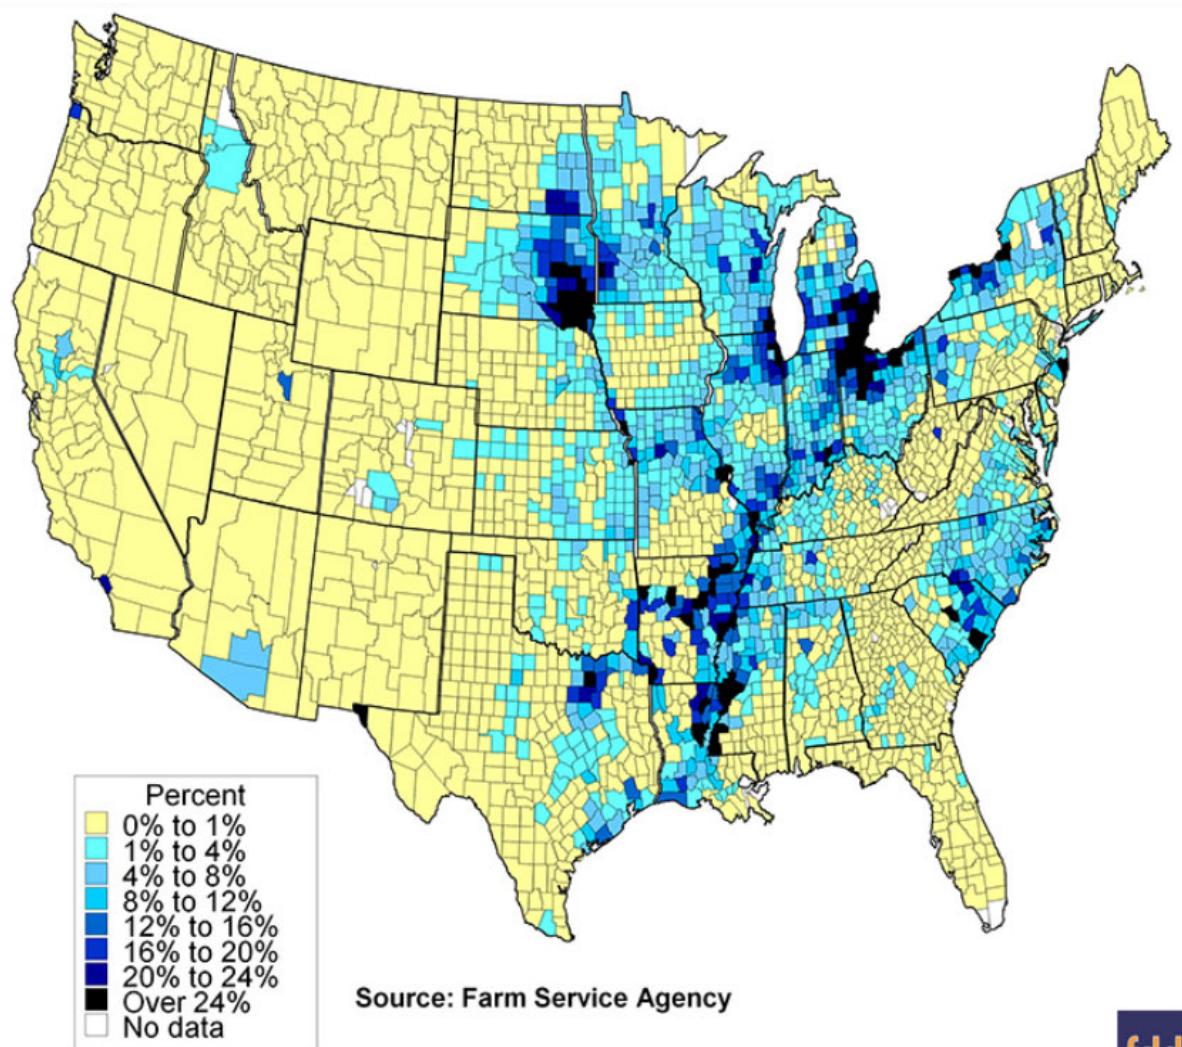 Percent
0% to 1%
1% to 4%
4% to 8%
8% to 12%
12% to 16%
16% to 20%
20% to 24%
Over 24%
No data
Source: Farm Service Agency